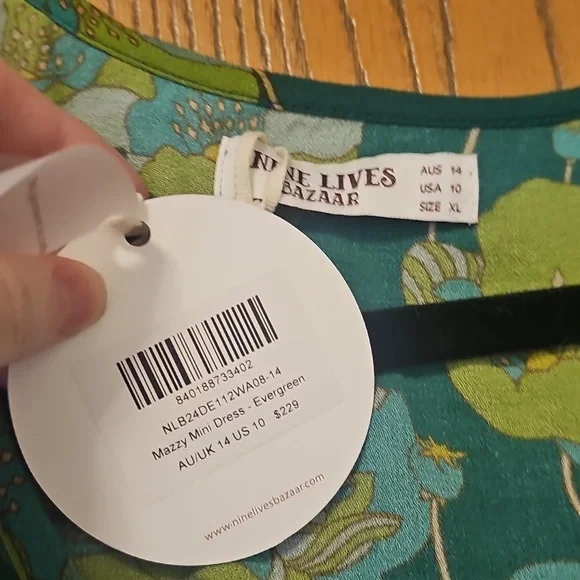 NINE LIVES
BAZAAR
AUS 14
USA 10
SIZE XL
840188733402
NLB24DE112WA08-14
Mazzy Mini Dress - Evergreen
AU/UK 14 US 10 $229
www.ninelivesbazaar.com